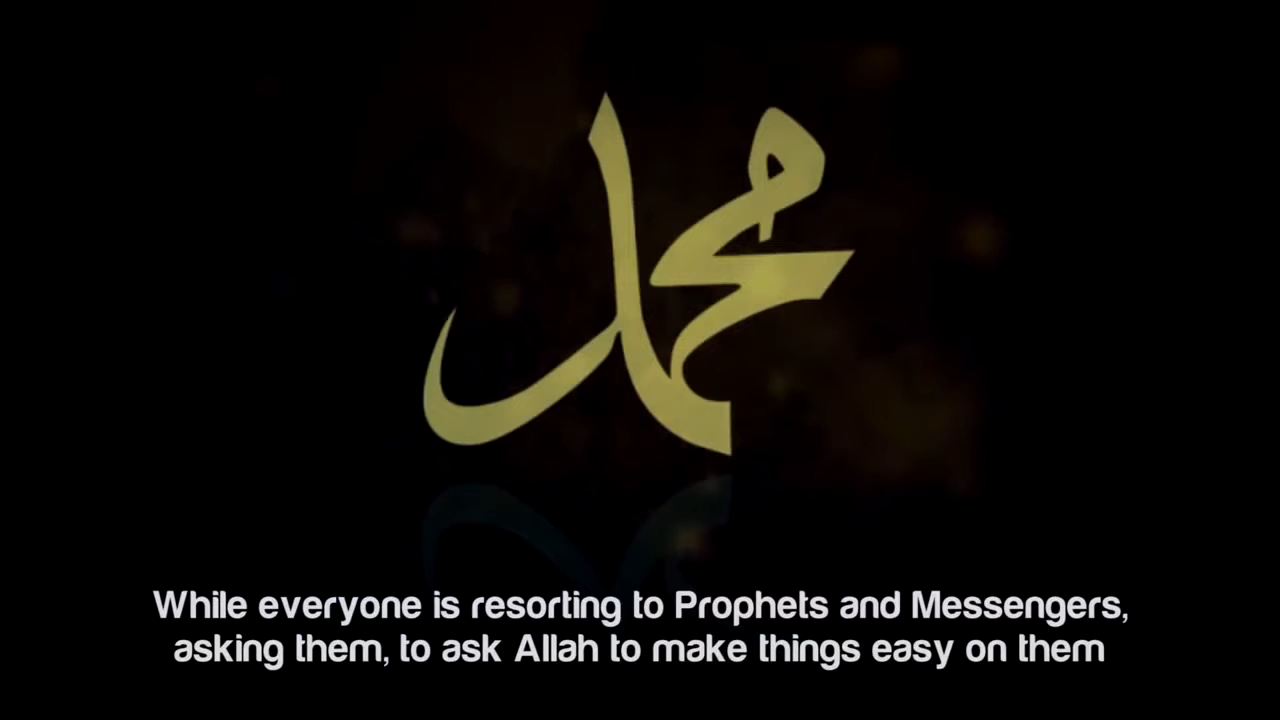 محمد
While everyone is resorting to Prophets and Messengers,
asking them, to ask Allah to make things easy on them